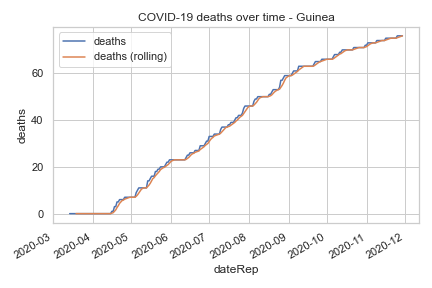 COVID-19 deaths over time - Guinea
deaths
deaths (rolling)
60
40
20
0
deaths
2020-03
2020-04
2020-05
2020-06
2020-07
2020-08
2020-09
2020-10
2020-11
2020-12
dateRep